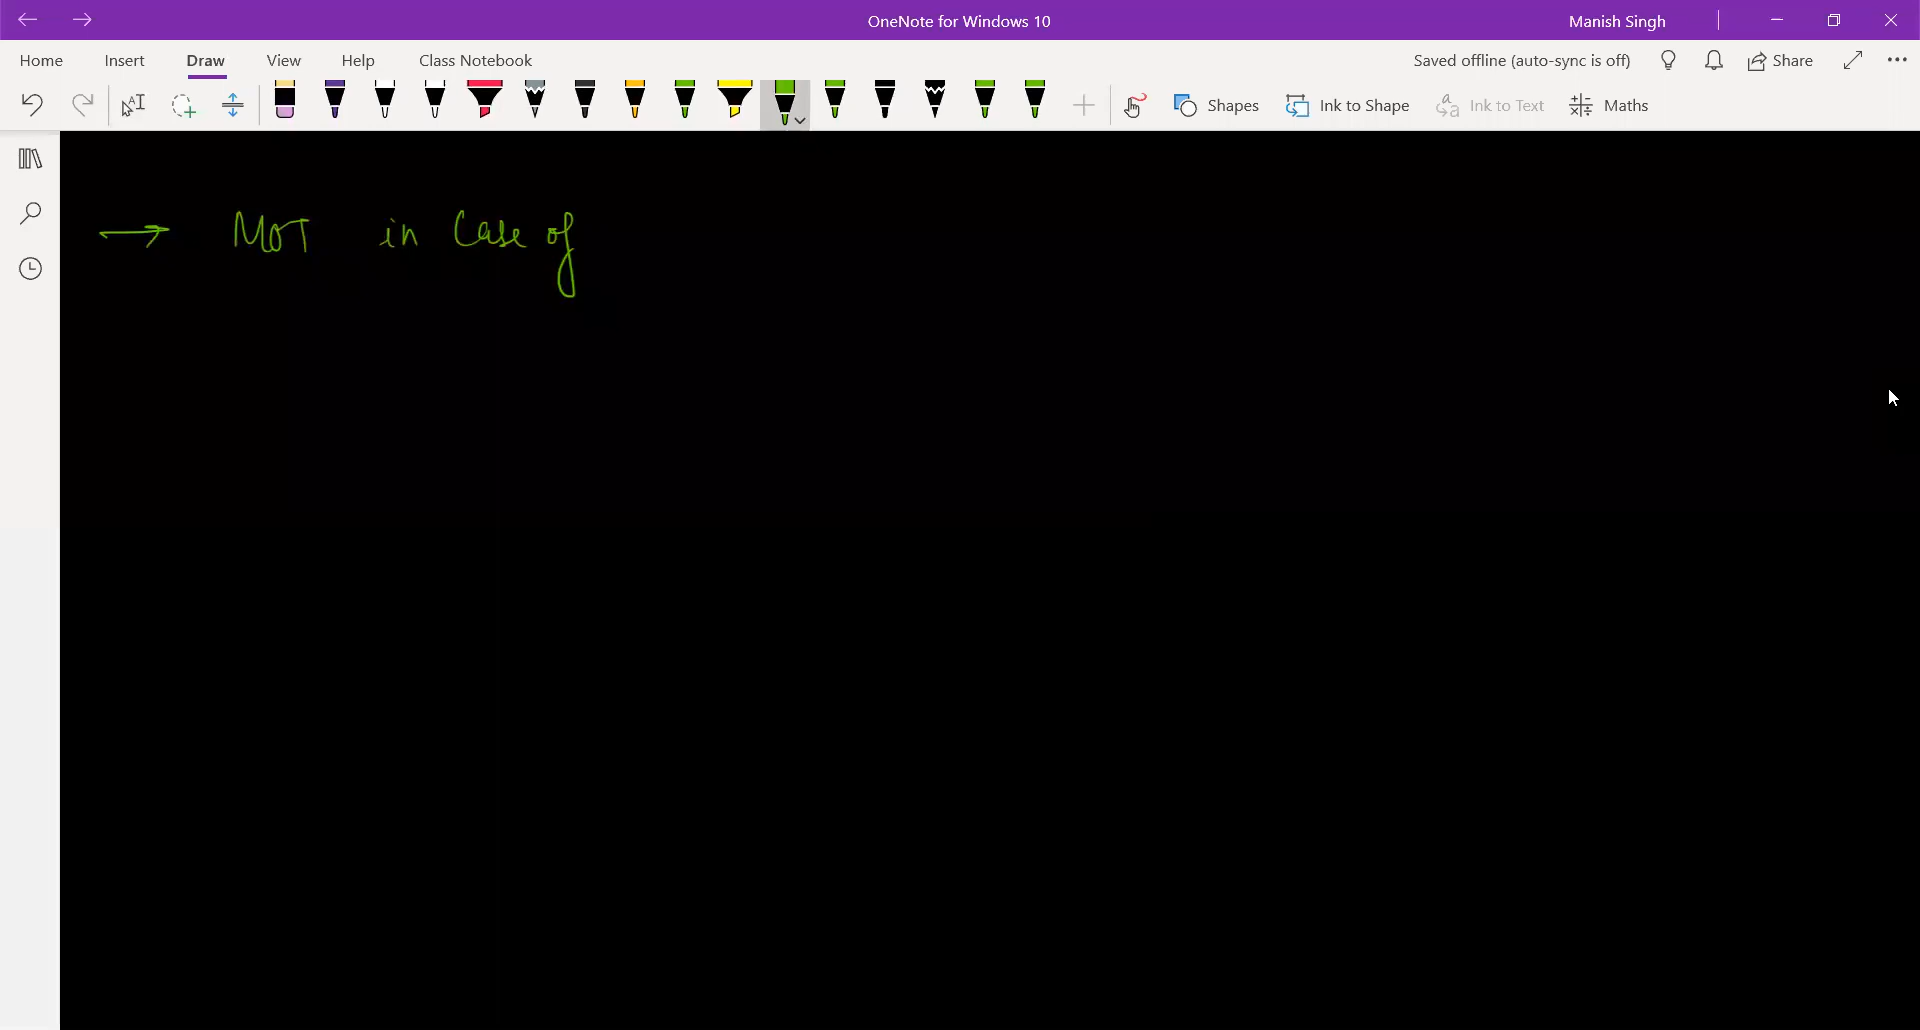 OneNote for Windows 10 Manish Singh
Home Insert Draw View Help Class Notebook Saved offline (auto-sync is off) Share
Shapes Ink to Shape Ink to Text Maths
→ MOT in Case of